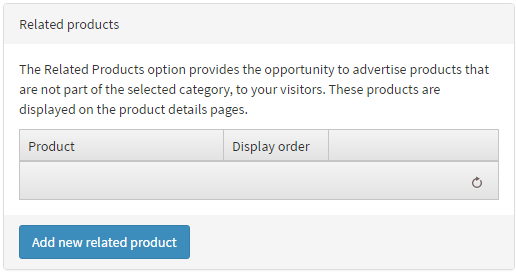 Related products
The Related Products option provides the opportunity to advertise products that
are not part of the selected category, to your visitors. These products are
displayed on the product details pages.
Product Display order
Add new related product